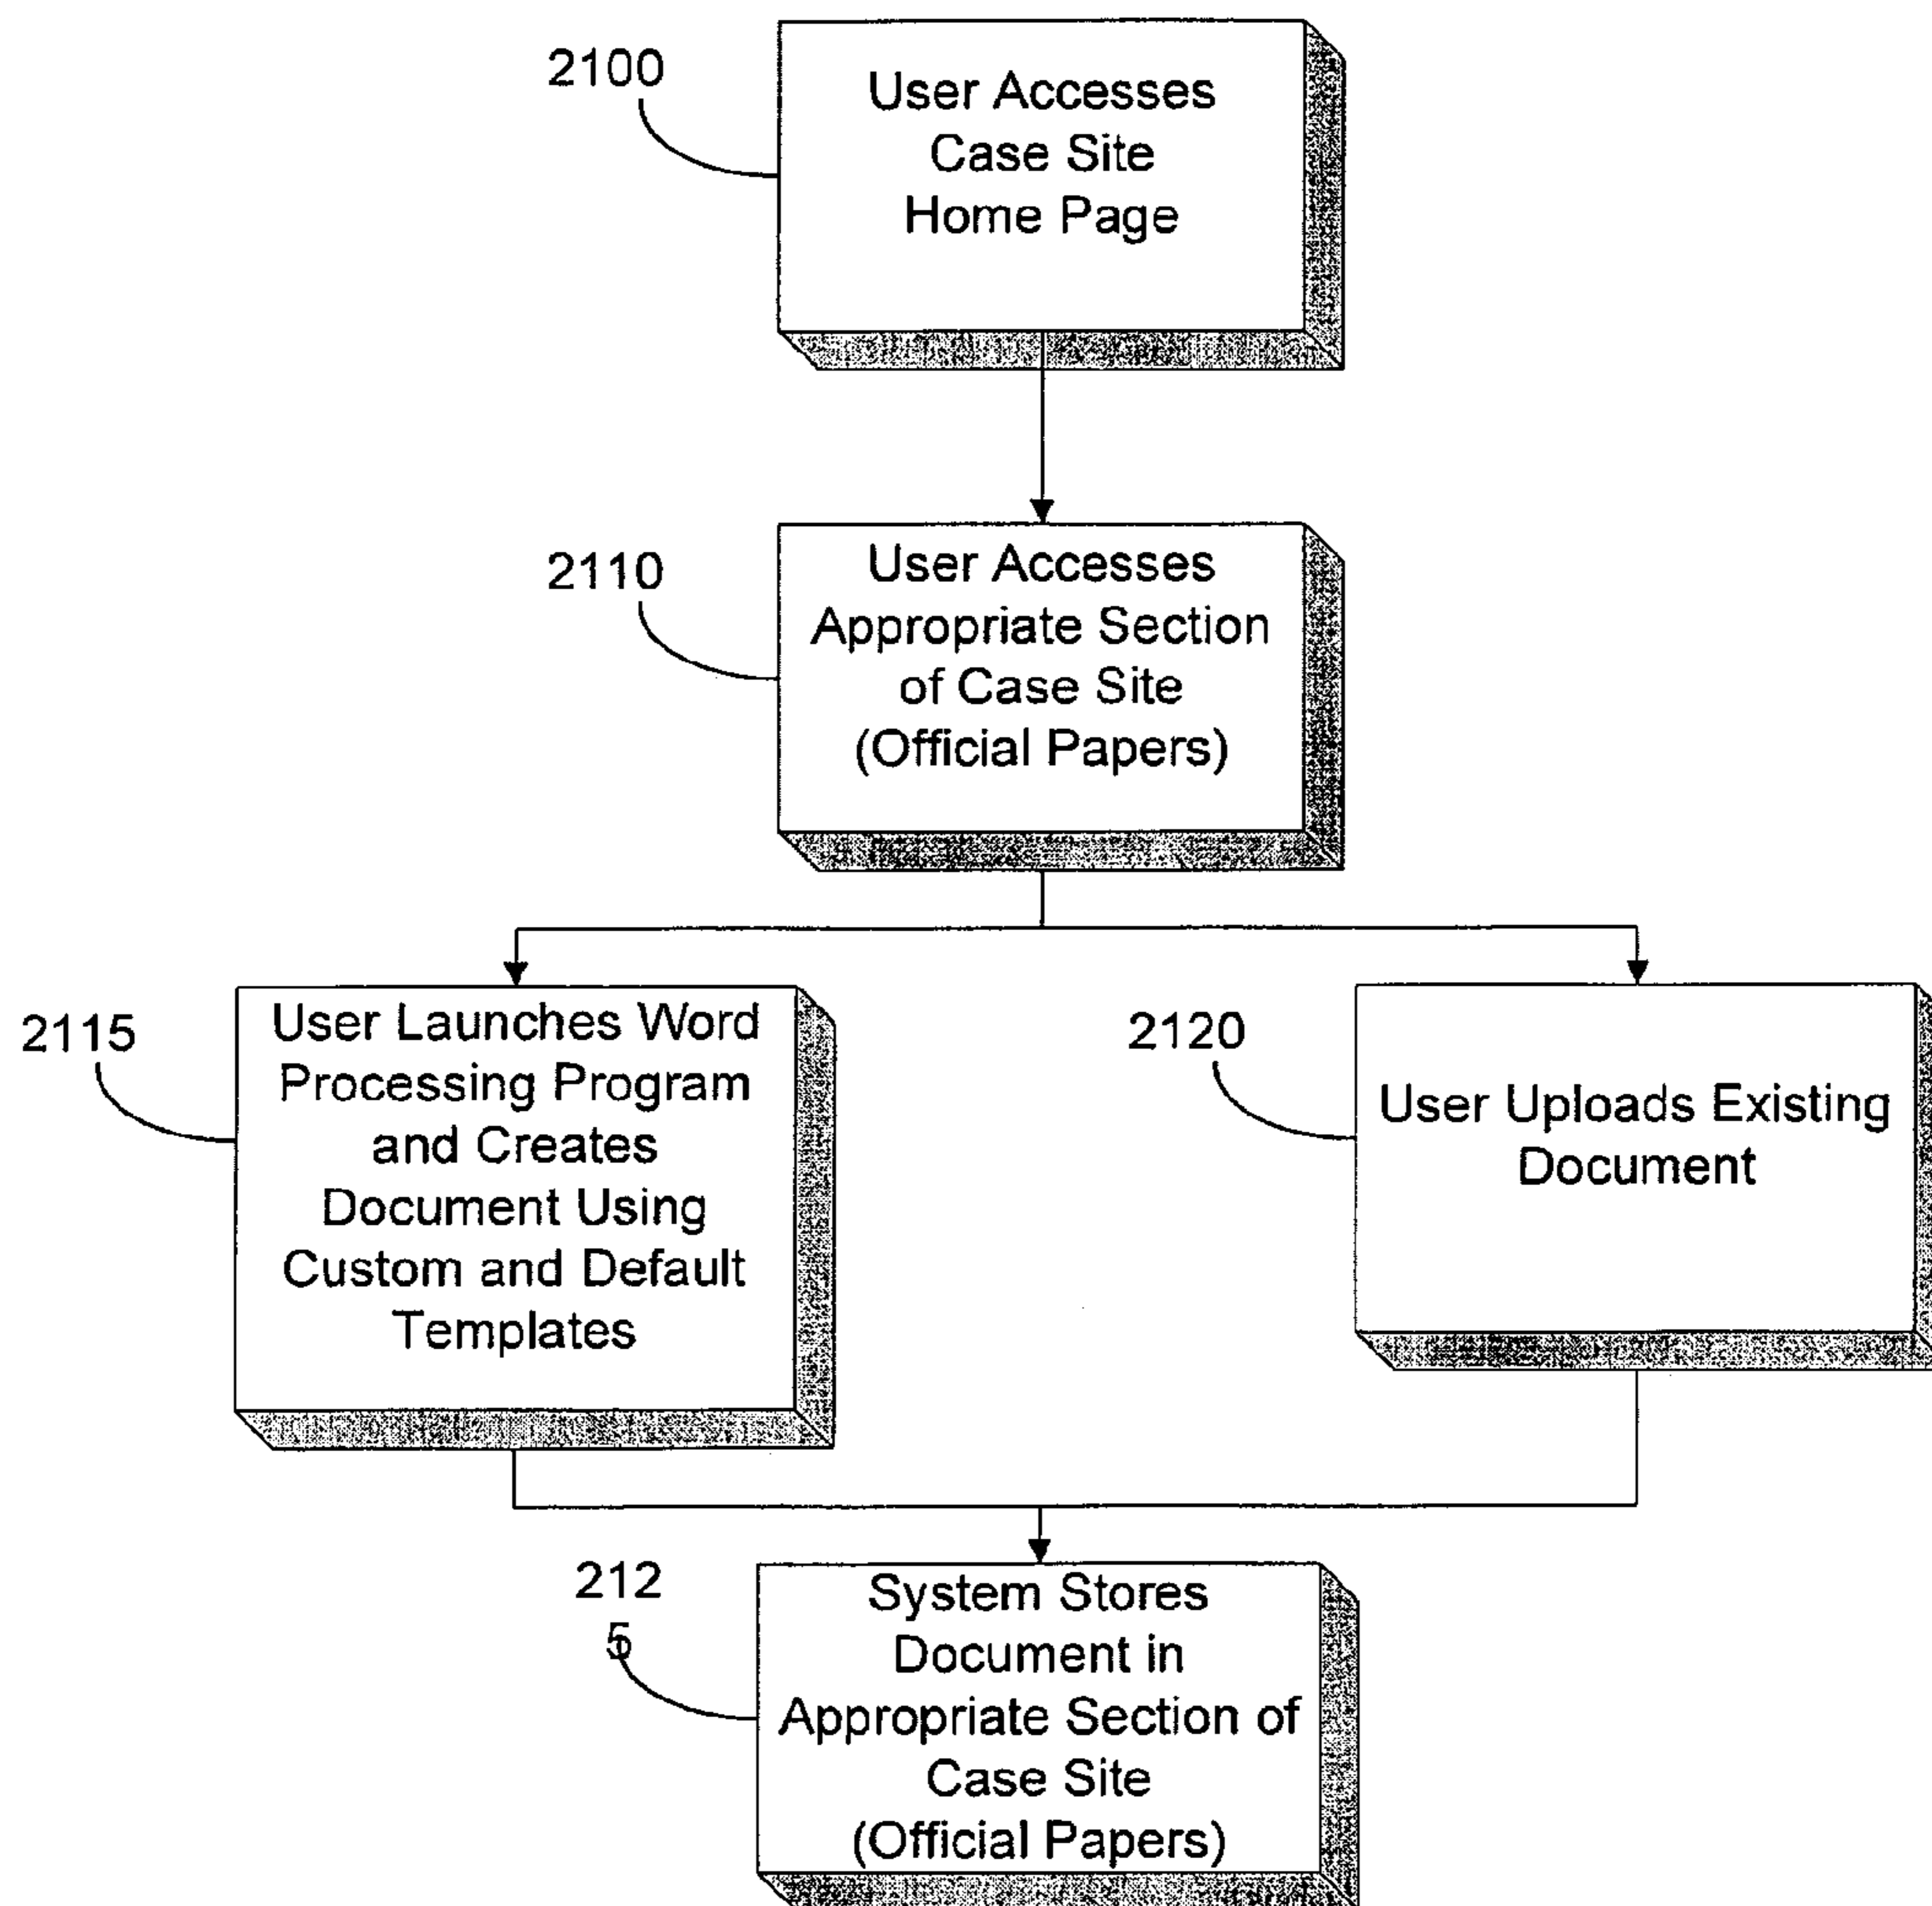 2100
User Accesses
Case Site
Home Page
2110
User Accesses
Appropriate Section
of Case Site
(Official Papers)
2115
User Launches Word
Processing Program
and Creates
Document Using
Custom and Default
Templates
2120
User Uploads Existing
Document
212
5
System Stores
Document in
Appropriate Section of
Case Site
(Official Papers)